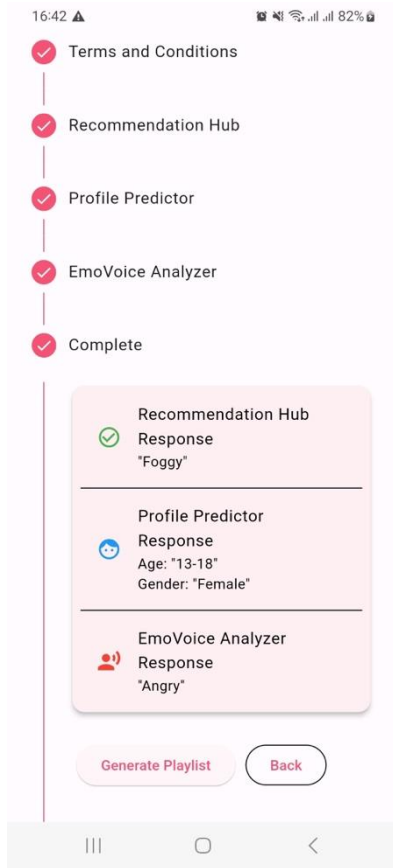 16:42 82%
Terms and Conditions
Recommendation Hub
Profile Predictor
EmoVoice Analyzer
Complete
Recommendation Hub
Response
"Foggy"
Profile Predictor
Response
Age: "13-18"
Gender: "Female"
EmoVoice Analyzer
Response
"Angry"
Generate Playlist Back